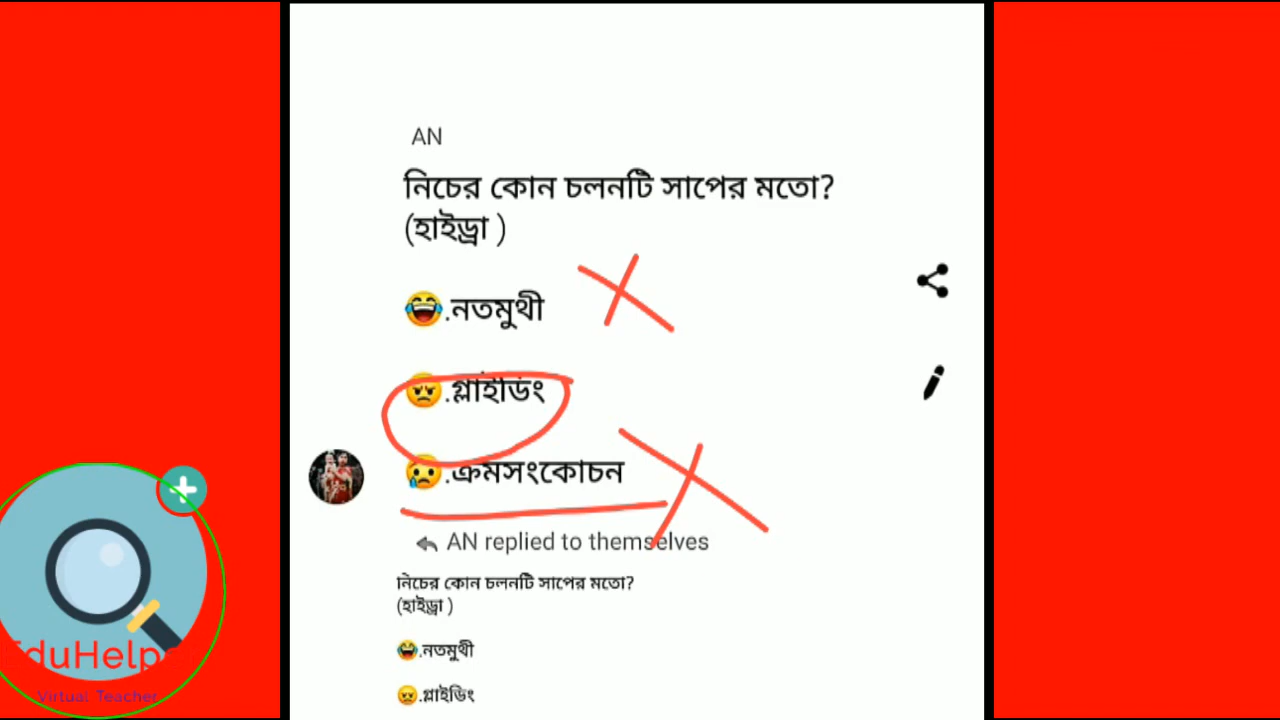 AN
নিচের কোন চলনটি সাপের মতো?
(হাইড্রা )
😂.নতমুথী
😠.গ্লাইডিং
😢.ক্রমসংকোচন
AN replied to themselves
নিচের কোন চলনটি সাপের মতো?
(হাইড্রা )
😂.নতমুথী
😠.গ্লাইডিং
EduHelp
Virtual Teacher